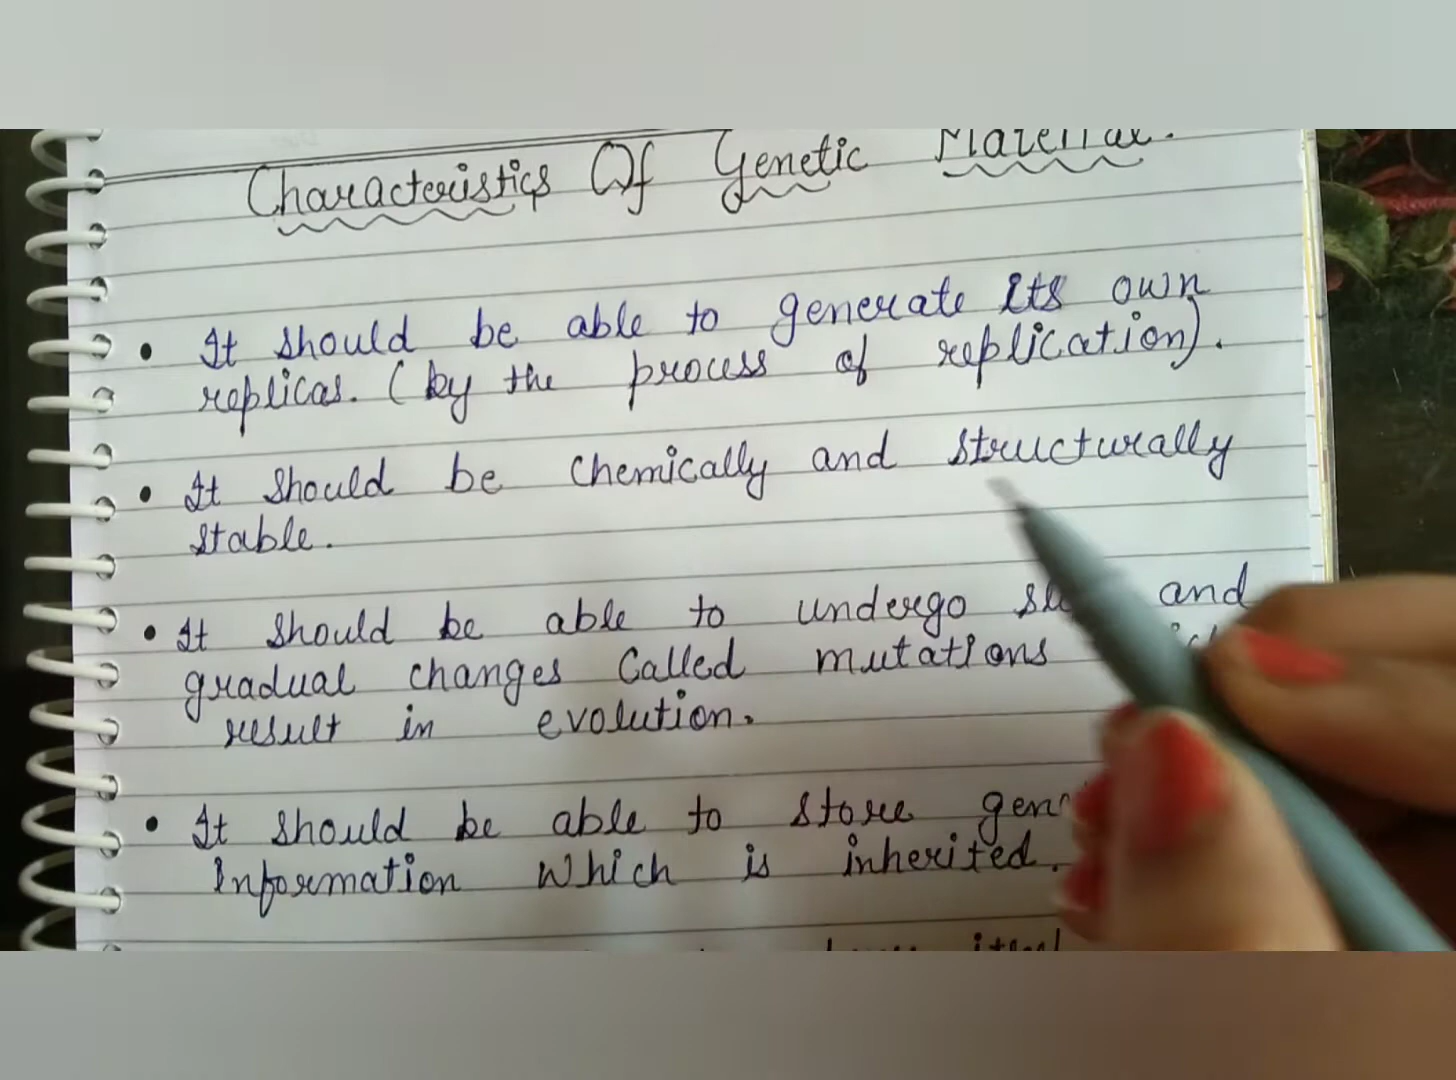 Characteristics Of Genetic Material.
• It should be able to generate its own
replicas. (by the process of replication).
• It should be chemically and structurally
stable.
• It should be able to undergo and
gradual changes called mutations
result in evolution.
• It should be able to store
Information which is inherited.